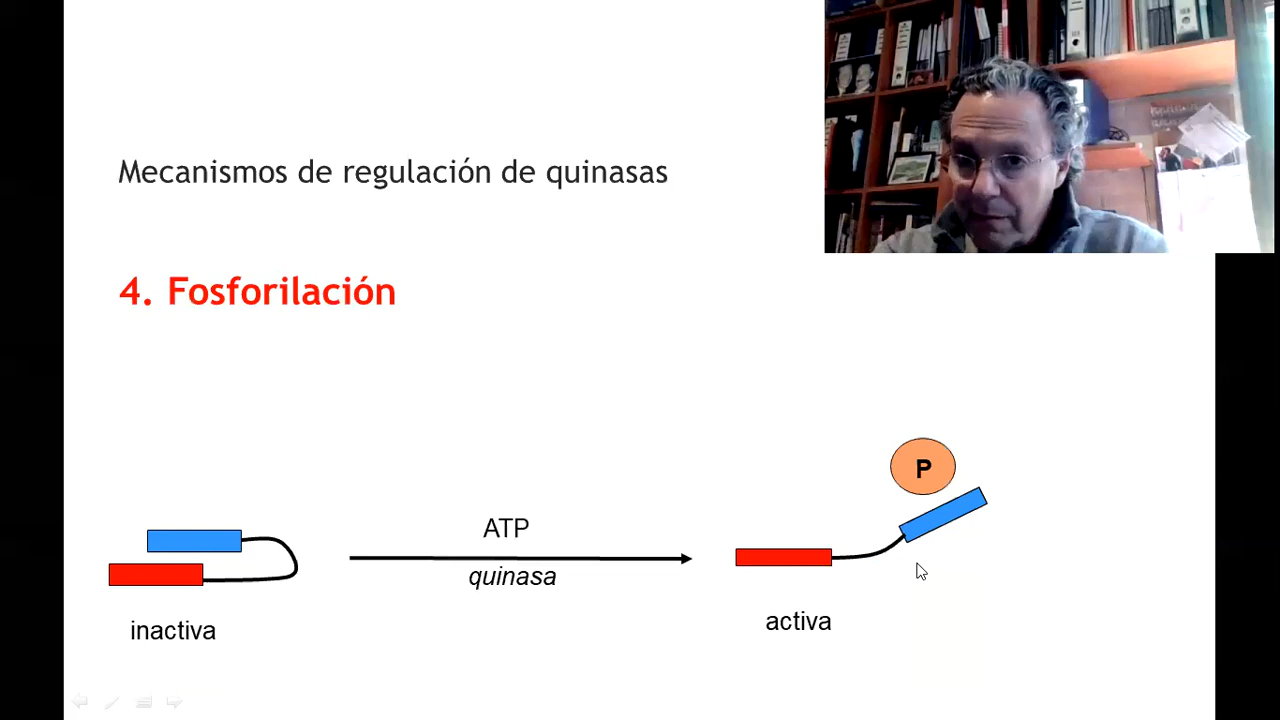 Mecanismos de regulación de quinasas
4. Fosforilación
P
ATP
quinasa
inactiva
activa